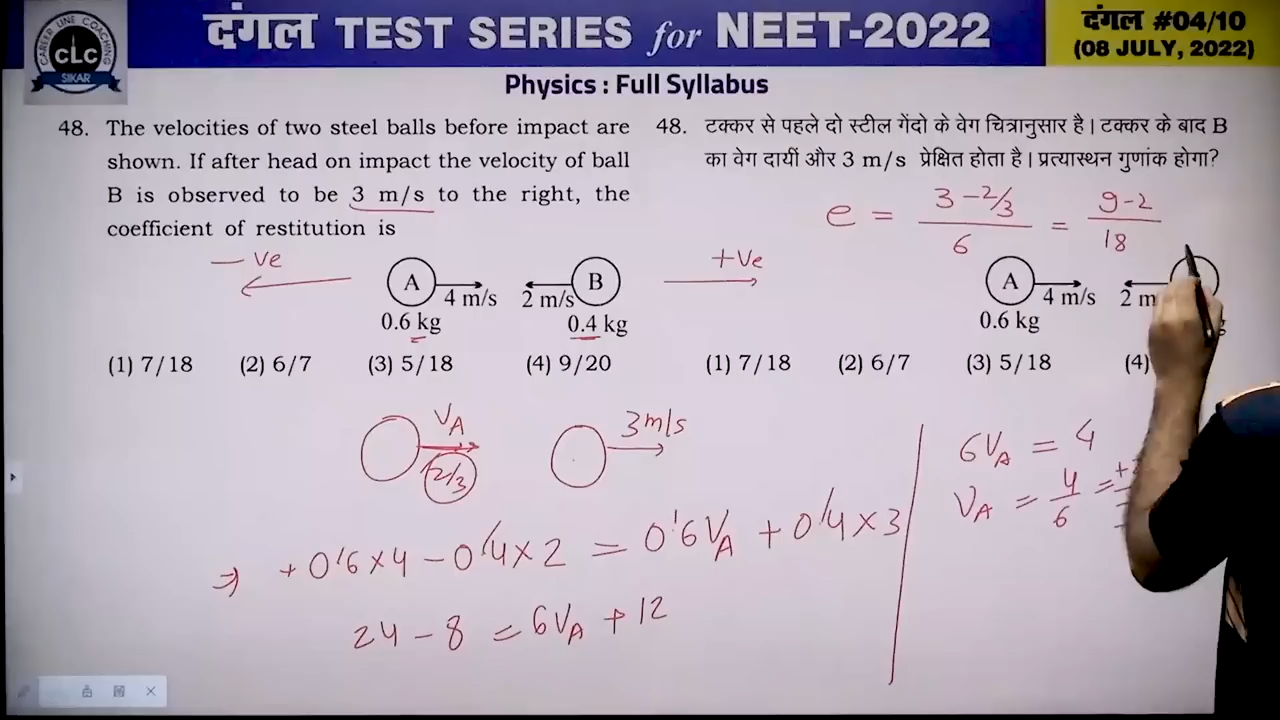 दंगल TEST SERIES for NEET-2022
दंगल #04/10
(08 JULY, 2022)
CAREER LINE COACHING
CLC
SIKAR
Physics : Full Syllabus
48. The velocities of two steel balls before impact are
shown. If after head on impact the velocity of ball
B is observed to be 3 m/s to the right, the
coefficient of restitution is
– ve
A
4 m/s
2 m/s
B
+ve
0.6 kg
0.4 kg
(1) 7/18 (2) 6/7 (3) 5/18 (4) 9/20
48. टक्कर से पहले दो स्टील गेंदो के वेग चित्रानुसार है। टक्कर के बाद B
का वेग दायीं और 3 m/s प्रेक्षित होता है। प्रत्यास्थन गुणांक होगा?
e = (3 - 2/3)/6 = (9-2)/18
A
4 m/s
2 m
0.6 kg
(1) 7/18 (2) 6/7 (3) 5/18 (4)
VA
+2/3
3m/s
⇒ + 0.6×4 – 0.4×2 = 0.6VA + 0.4×3
24 – 8 = 6VA + 12
6VA = 4
VA = 4/6 =